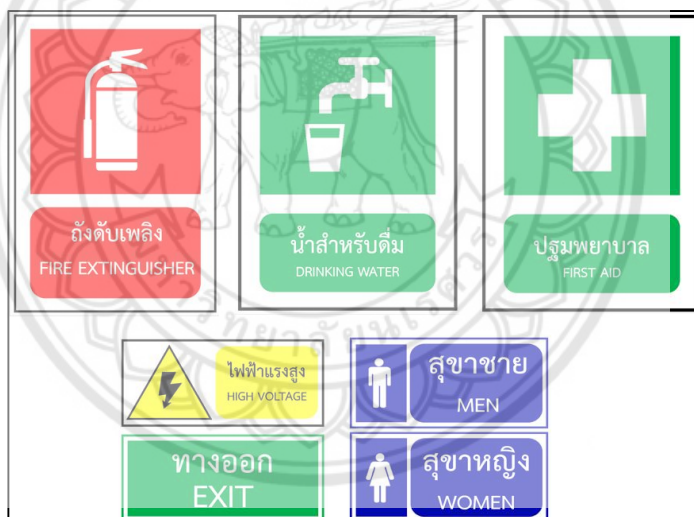 ถังดับเพลิง
FIRE EXTINGUISHER
น้ำสำหรับดื่ม
DRINKING WATER
ปฐมพยาบาล
FIRST AID
ไฟฟ้าแรงสูง
HIGH VOLTAGE
สุขาชาย
MEN
ทางออก
EXIT
สุขาหญิง
WOMEN